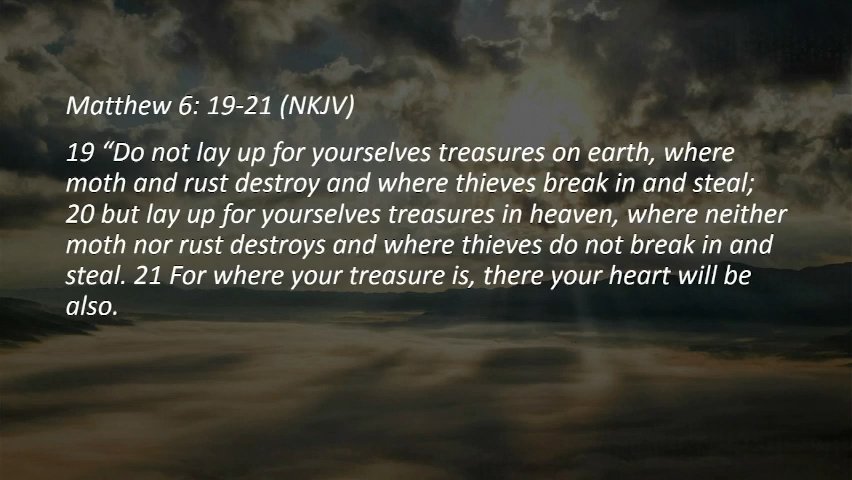 Matthew 6: 19-21 (NKJV)
19 “Do not lay up for yourselves treasures on earth, where
moth and rust destroy and where thieves break in and steal;
20 but lay up for yourselves treasures in heaven, where neither
moth nor rust destroys and where thieves do not break in and
steal. 21 For where your treasure is, there your heart will be
also.